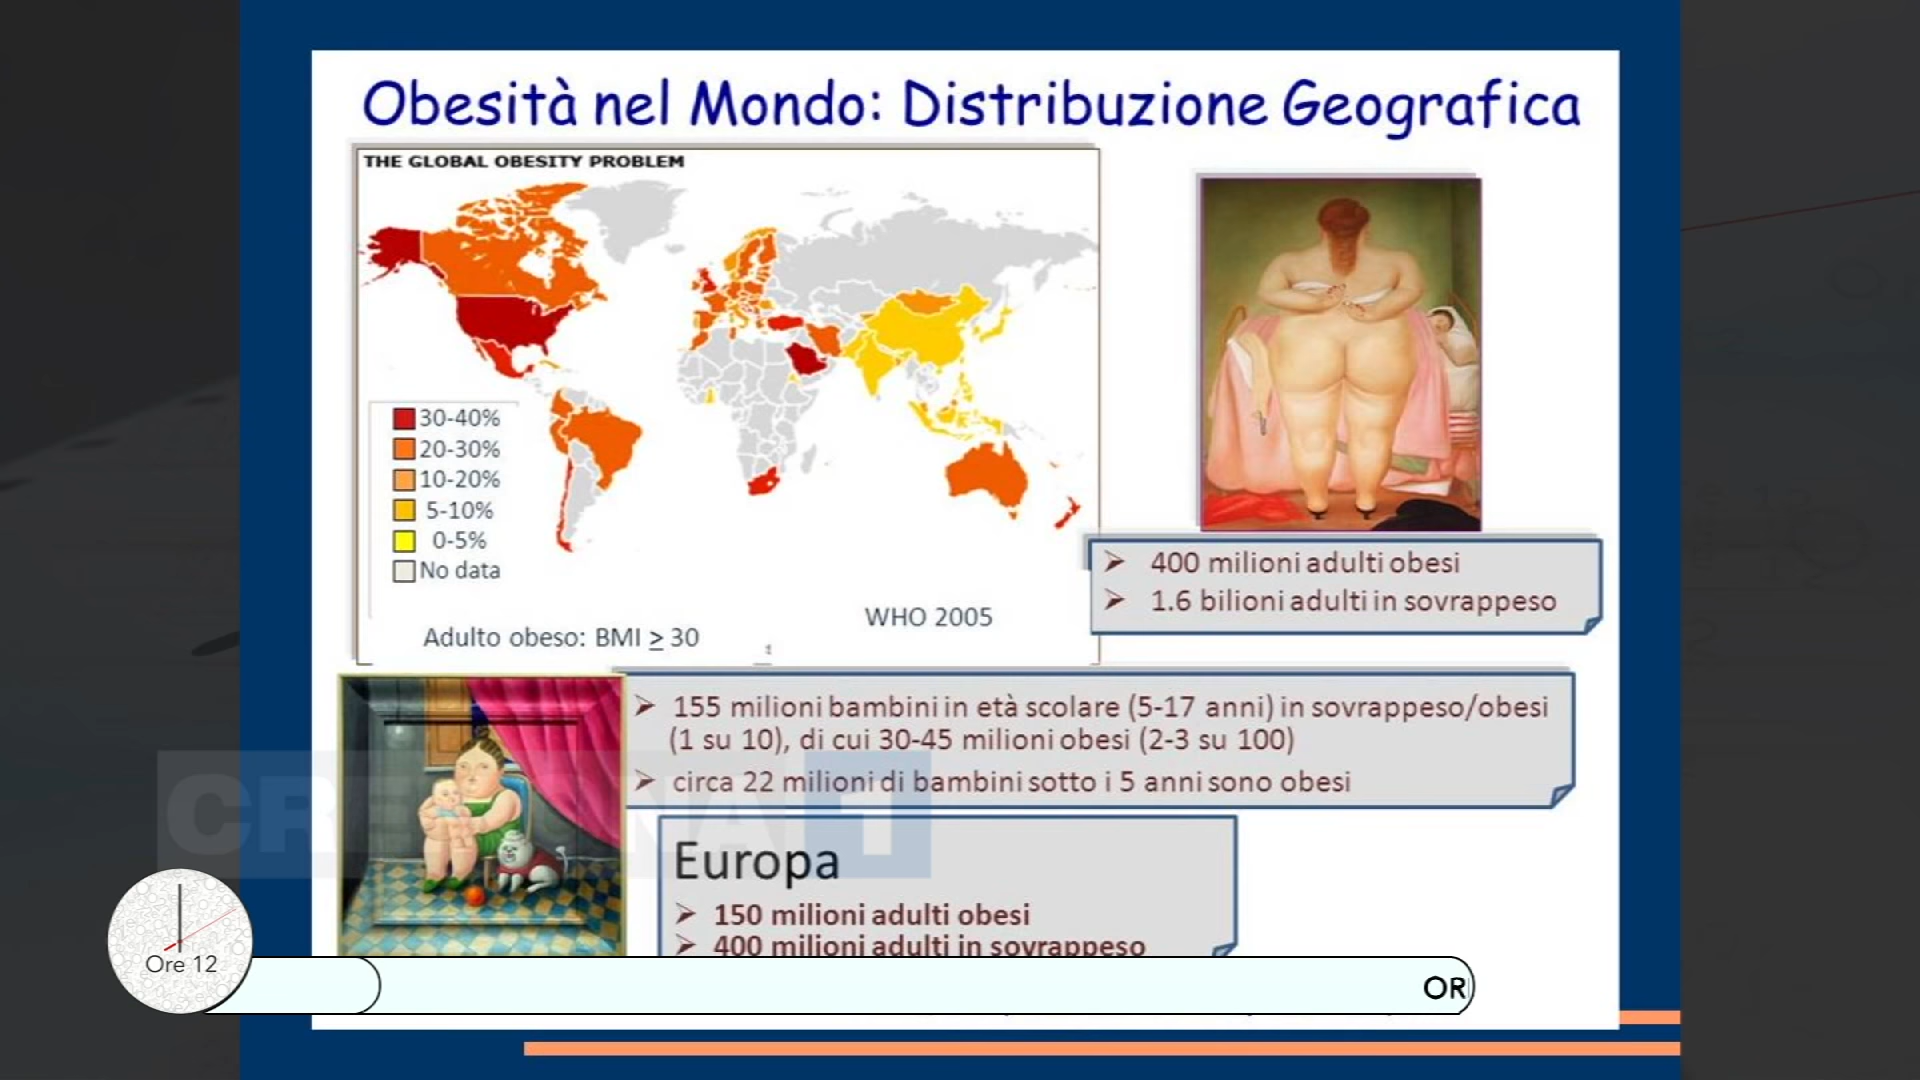 Obesità nel Mondo: Distribuzione Geografica
THE GLOBAL OBESITY PROBLEM
30-40%
20-30%
10-20%
5-10%
0-5%
No data
Adulto obeso: BMI ≥ 30
WHO 2005
➢ 400 milioni adulti obesi
➢ 1.6 bilioni adulti in sovrappeso
➢ 155 milioni bambini in età scolare (5-17 anni) in sovrappeso/obesi
(1 su 10), di cui 30-45 milioni obesi (2-3 su 100)
➢ circa 22 milioni di bambini sotto i 5 anni sono obesi
CREMONA 1
Europa
➢ 150 milioni adulti obesi
➢ 400 milioni adulti in sovrappeso
Ore 12
OR